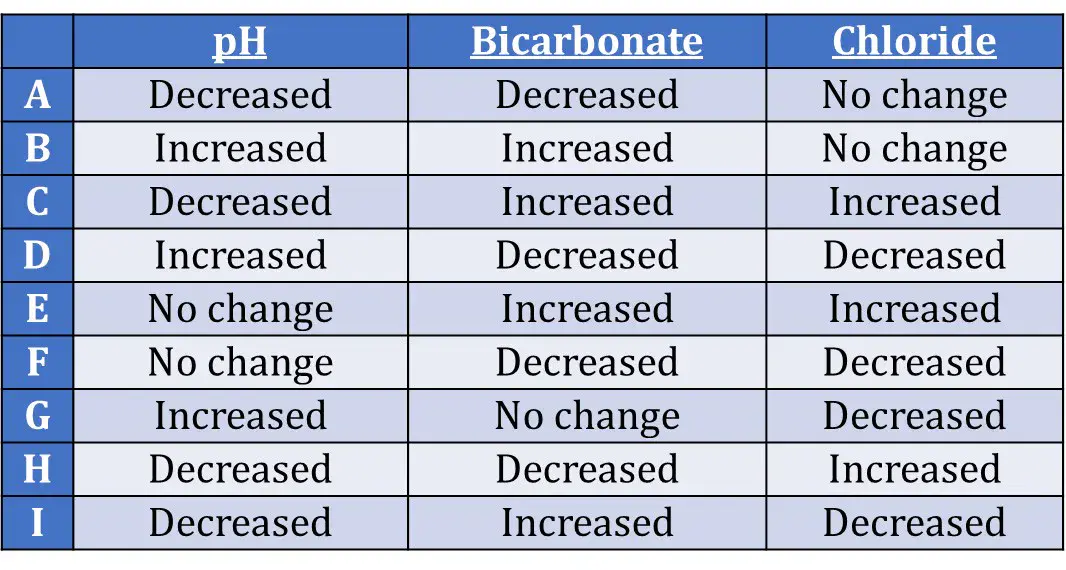 pH Bicarbonate Chloride
A Decreased Decreased No change
B Increased Increased No change
C Decreased Increased Increased
D Increased Decreased Decreased
E No change Increased Increased
F No change Decreased Decreased
G Increased No change Decreased
H Decreased Decreased Increased
I Decreased Increased Decreased